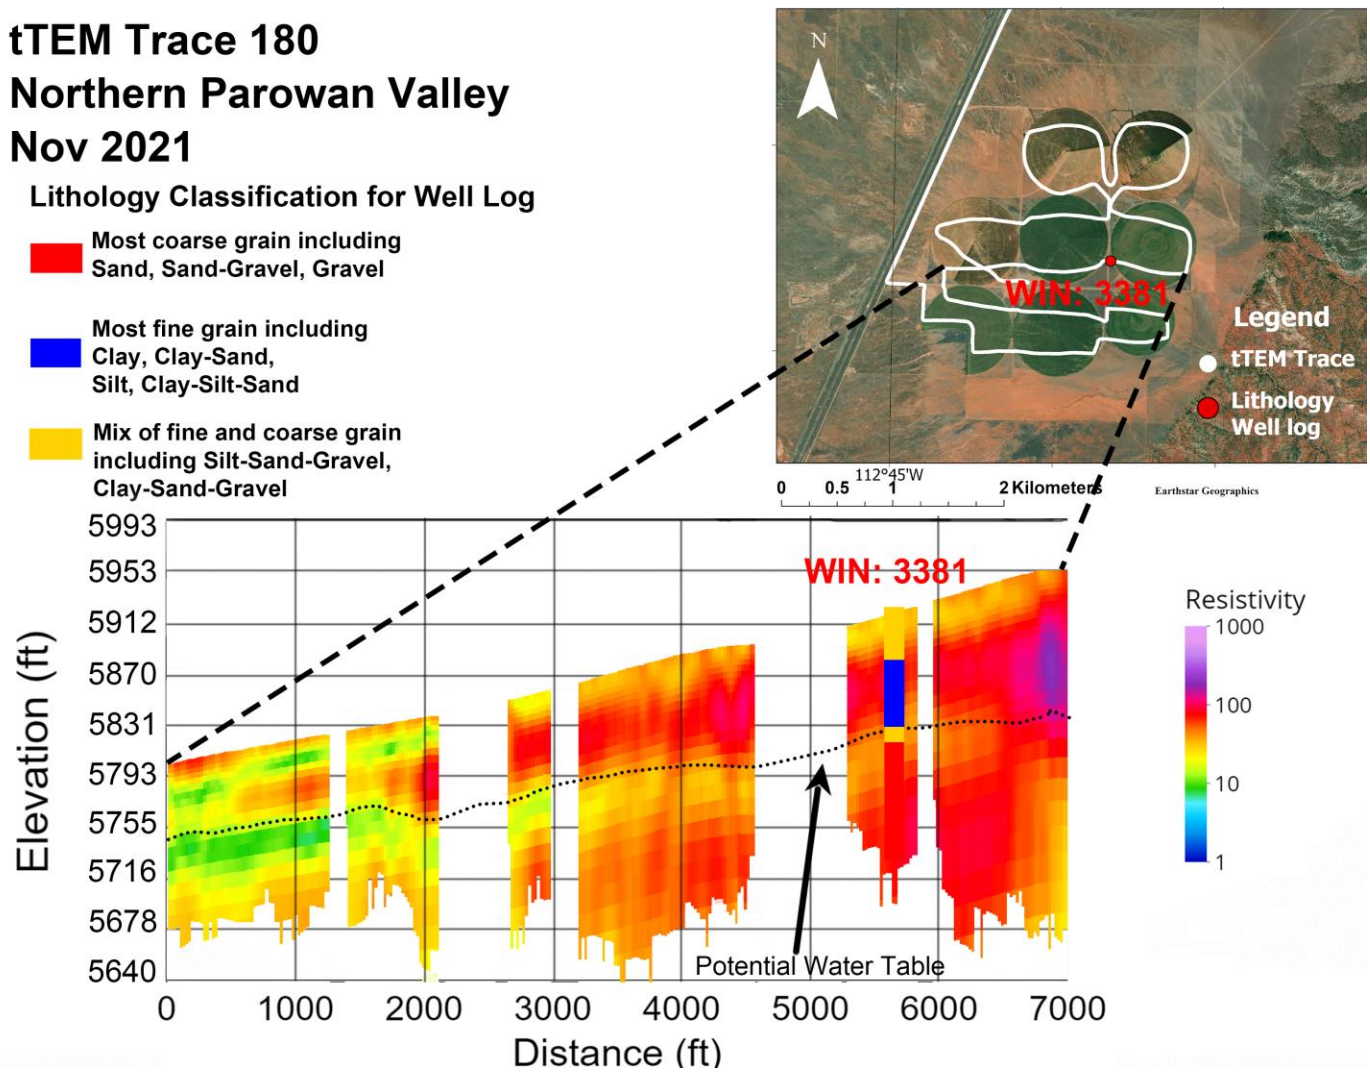 tTEM Trace 180
Northern Parowan Valley
Nov 2021
Lithology Classification for Well Log
Most coarse grain including
Sand, Sand-Gravel, Gravel
Most fine grain including
Clay, Clay-Sand,
Silt, Clay-Silt-Sand
Mix of fine and coarse grain
including Silt-Sand-Gravel,
Clay-Sand-Gravel
N
WIN: 3381
Legend
tTEM Trace
Lithology
Well log
112°45'W
0 0.5 1 2 Kilometers
Earthstar Geographics
WIN: 3381
Elevation (ft)
5993
5953
5912
5870
5831
5793
5755
5716
5678
5640
Potential Water Table
0 1000 2000 3000 4000 5000 6000 7000
Distance (ft)
Resistivity
1000
100
10
1